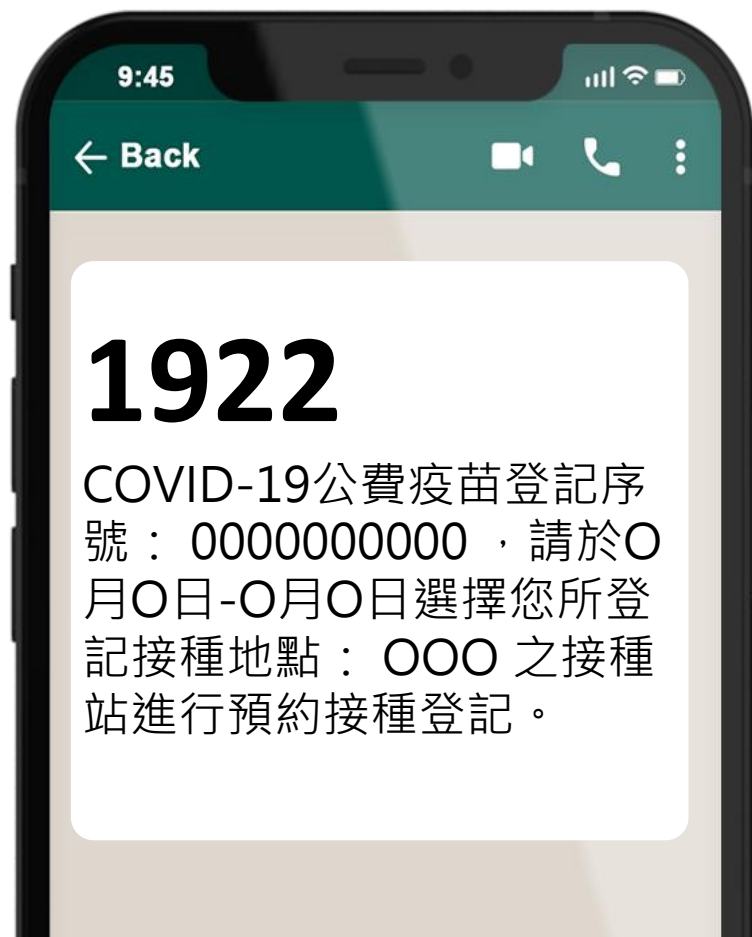 9:45
← Back
1922
COVID-19公費疫苗登記序
號： 0000000000 ，請於O
月O日-O月O日選擇您所登
記接種地點： OOO 之接種
站進行預約接種登記。